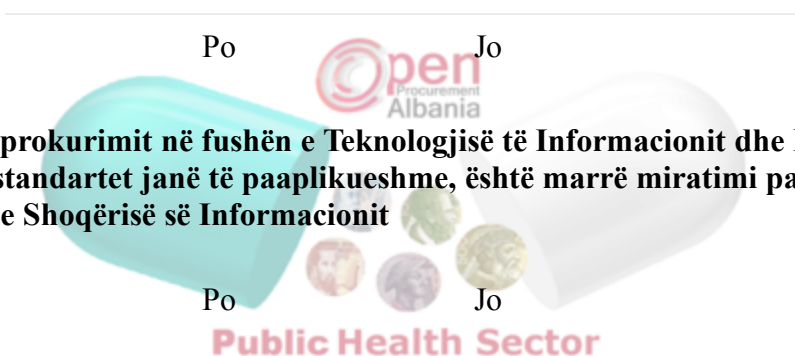 Po Jo
Open
Procurement
Albania
prokurimit në fushën e Teknologjisë të Informacionit dhe
standartet janë të paaplikueshme, është marrë miratimi pa
e Shoqërisë së Informacionit
Po Jo
Public Health Sector